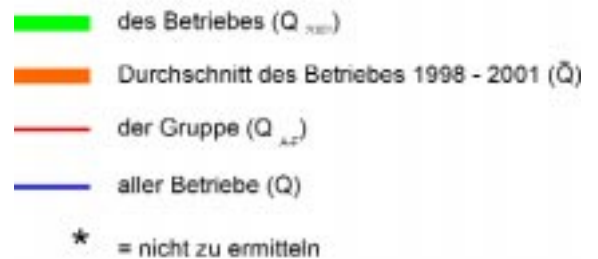 des Betriebes (Q)
Durchschnitt des Betriebes 1998 - 2001 (Q̄)
der Gruppe (Q A-F)
aller Betriebe (Q)
* = nicht zu ermitteln